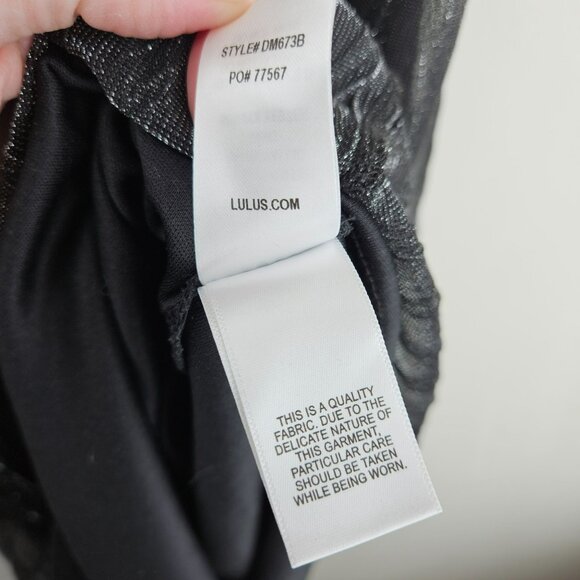 STYLE# DM673B
PO# 77567
LULUS.COM
THIS IS A QUALITY
FABRIC. DUE TO THE
DELICATE NATURE OF
THIS GARMENT,
PARTICULAR CARE
SHOULD BE TAKEN
WHILE BEING WORN.